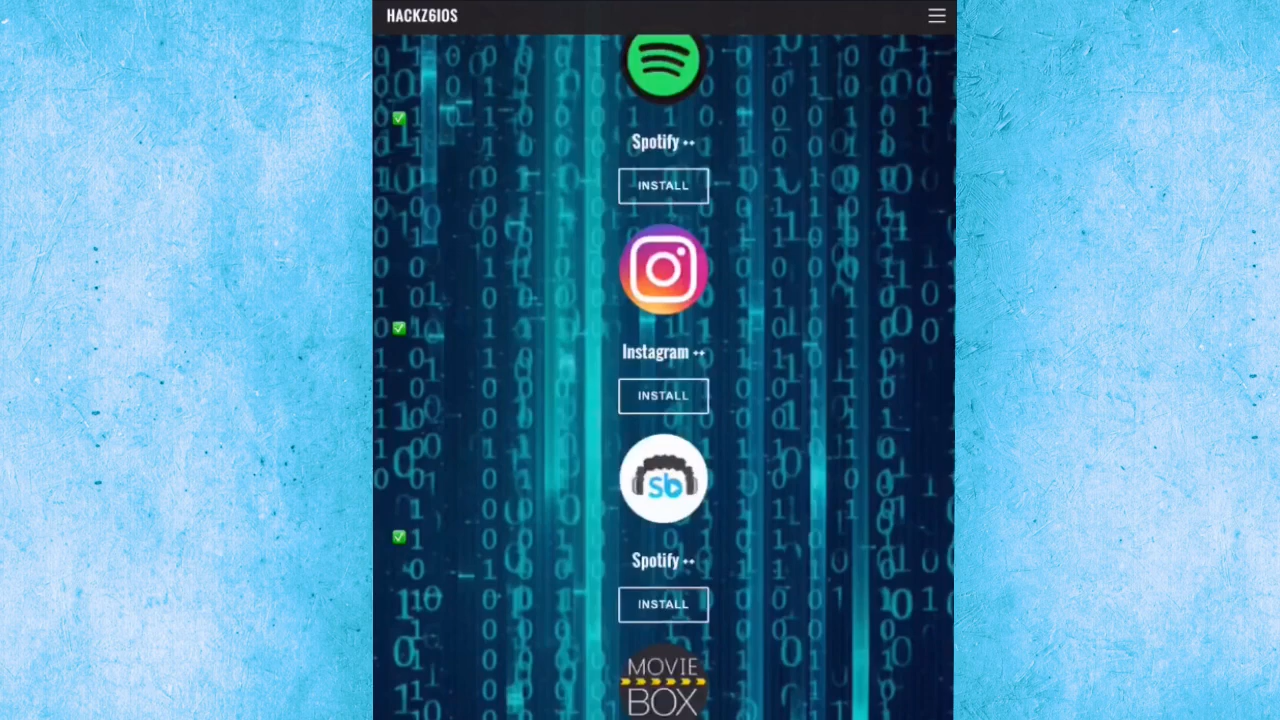 HACKZ6IOS
Spotify ++
INSTALL
Instagram ++
INSTALL
sb
Spotify ++
INSTALL
MOVIE
BOX